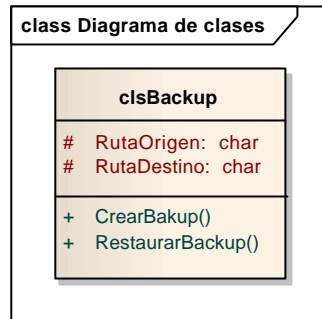 class Diagrama de clases
clsBackup
# RutaOrigen: char
# RutaDestino: char
+ CrearBakup()
+ RestaurarBackup()